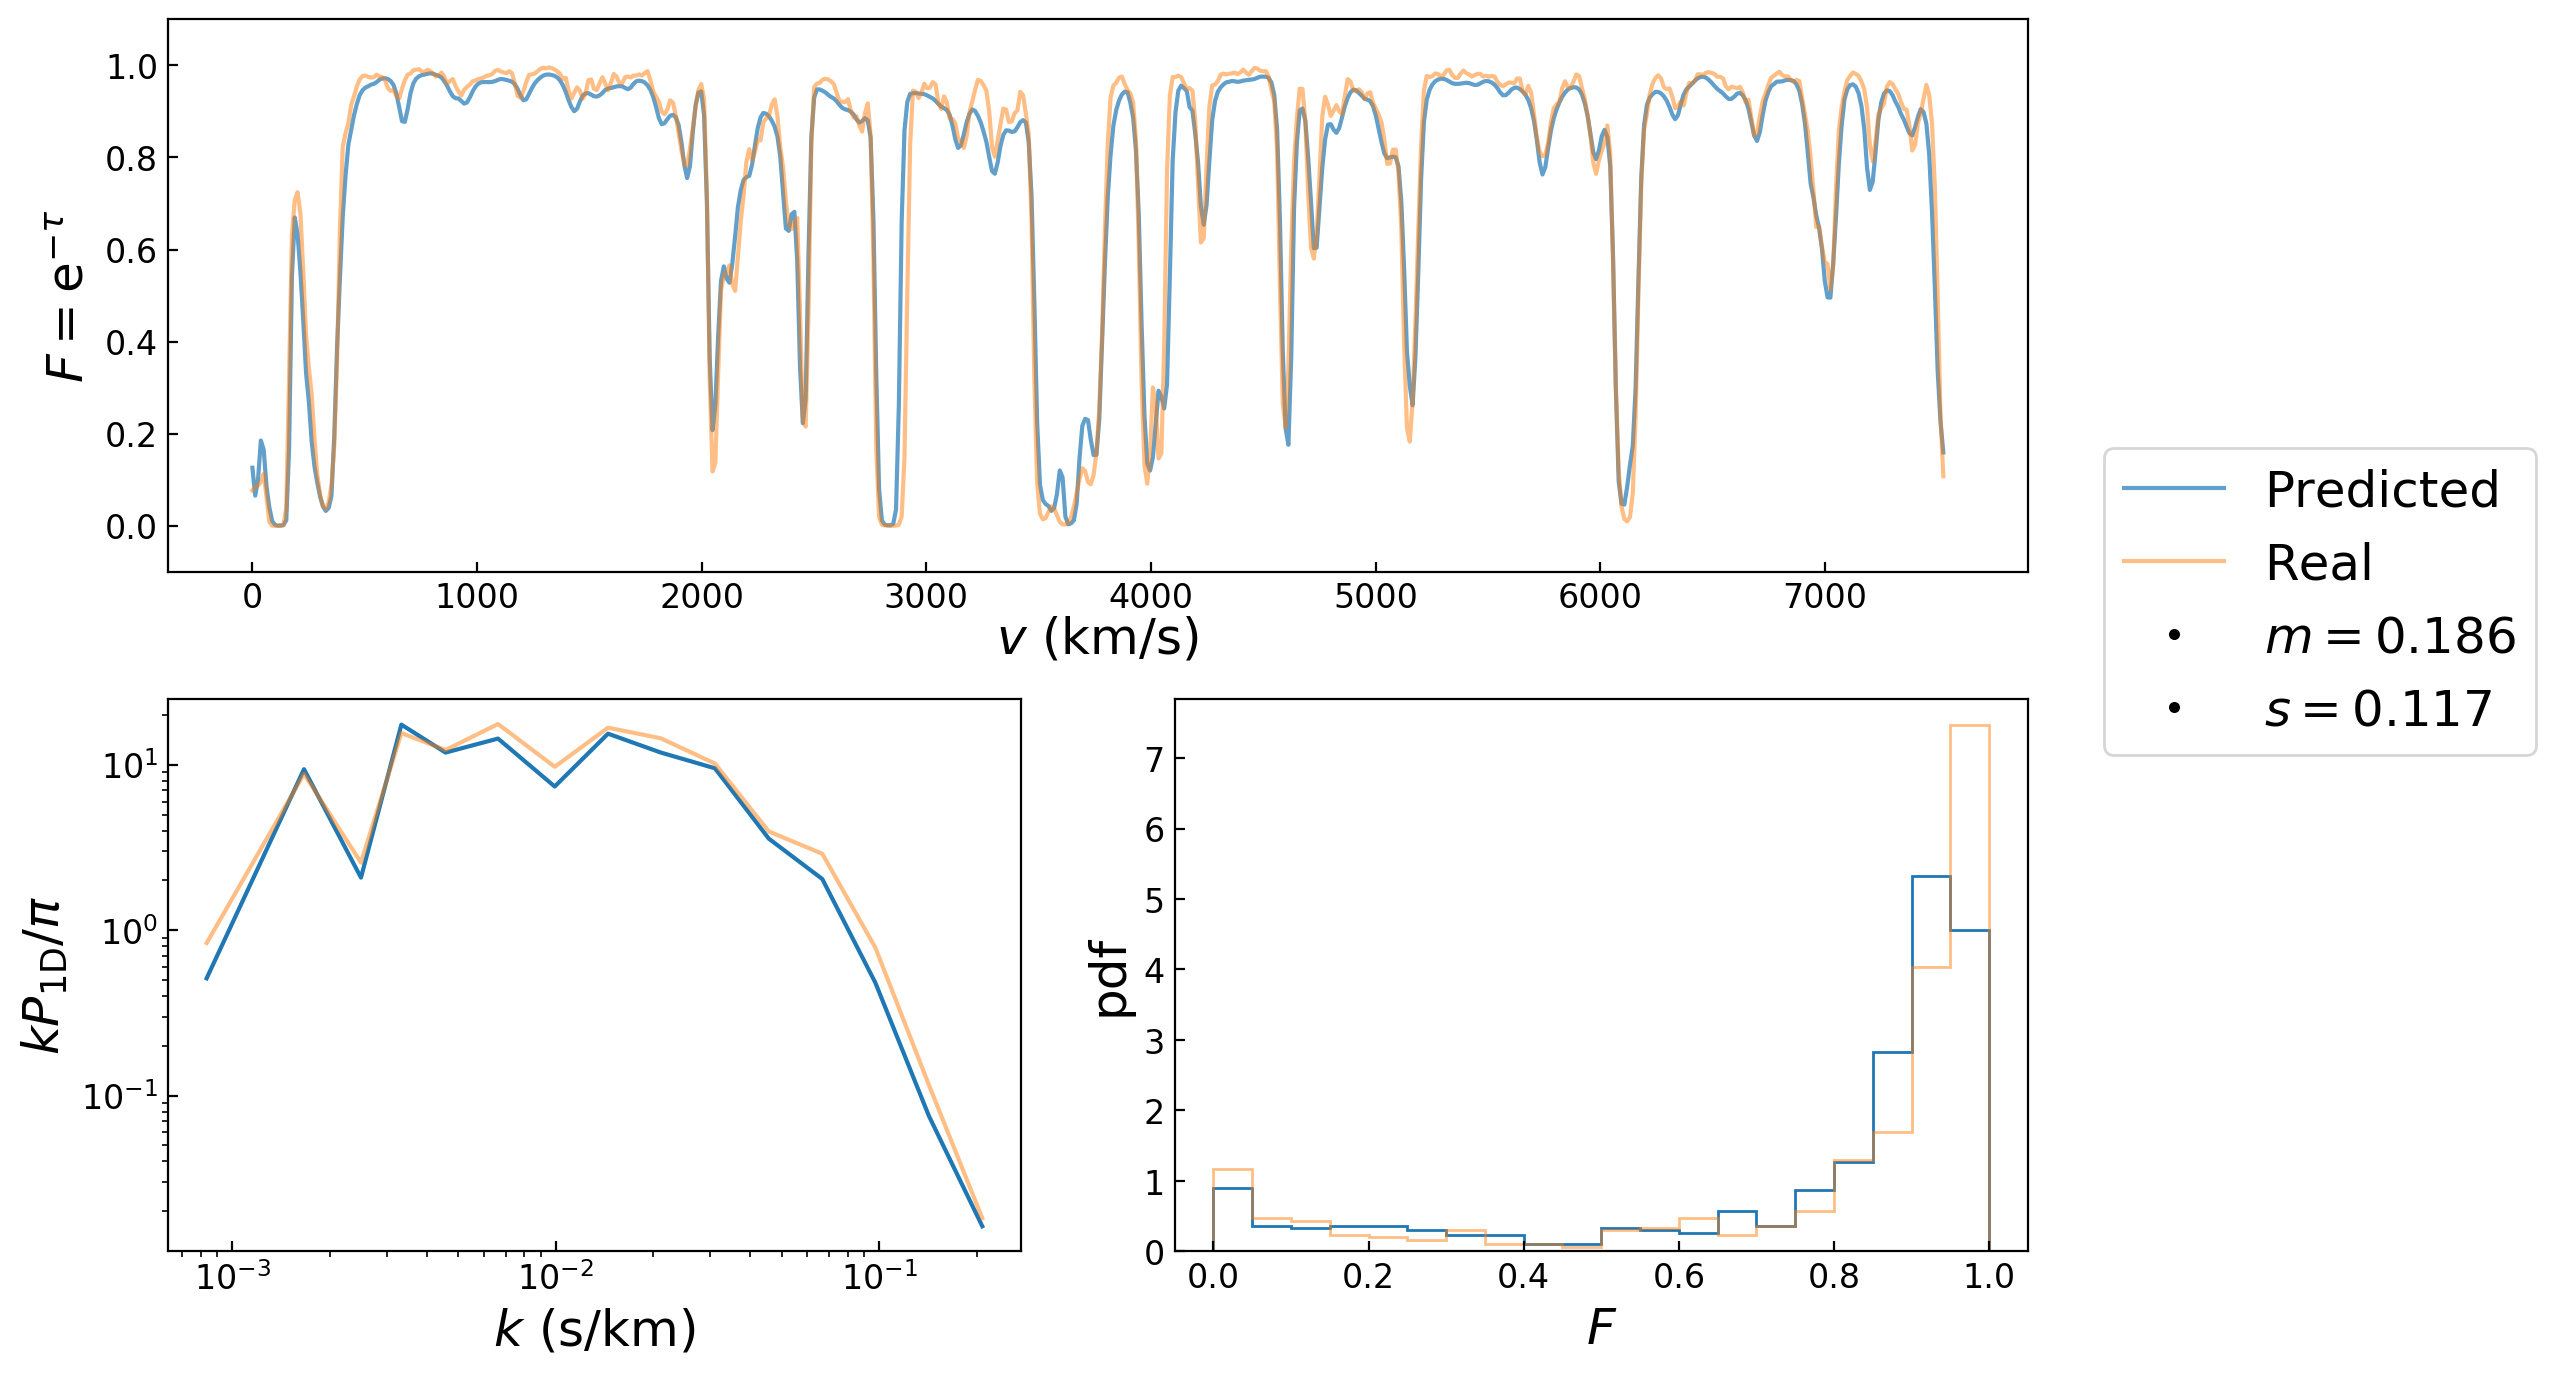 1.0
0.8
0.6
0.4
0.2
0.0
F = e^{−τ}
0 1000 2000 3000 4000 5000 6000 7000
v (km/s)
Predicted
Real
m = 0.186
s = 0.117
10^1
10^0
10^{−1}
kP_{1D}/π
10^{−3} 10^{−2} 10^{−1}
k (s/km)
7
6
5
4
3
2
1
0
pdf
0.0 0.2 0.4 0.6 0.8 1.0
F